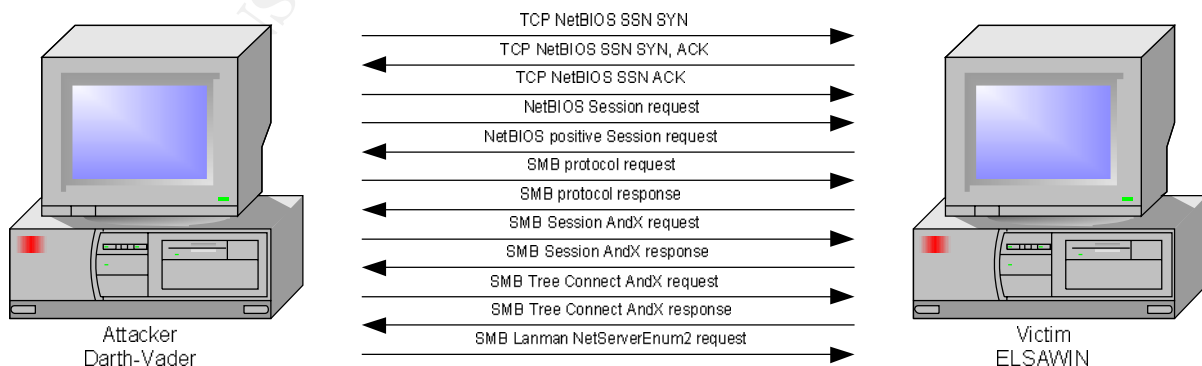 TCP NetBIOS SSN SYN
TCP NetBIOS SSN SYN, ACK
TCP NetBIOS SSN ACK
NetBIOS Session request
NetBIOS positive Session request
SMB protocol request
SMB protocol response
SMB Session AndX request
SMB Session AndX response
SMB Tree Connect AndX request
SMB Tree Connect AndX response
SMB Lanman NetServerEnum2 request
Attacker
Darth-Vader
Victim
ELSAWIN